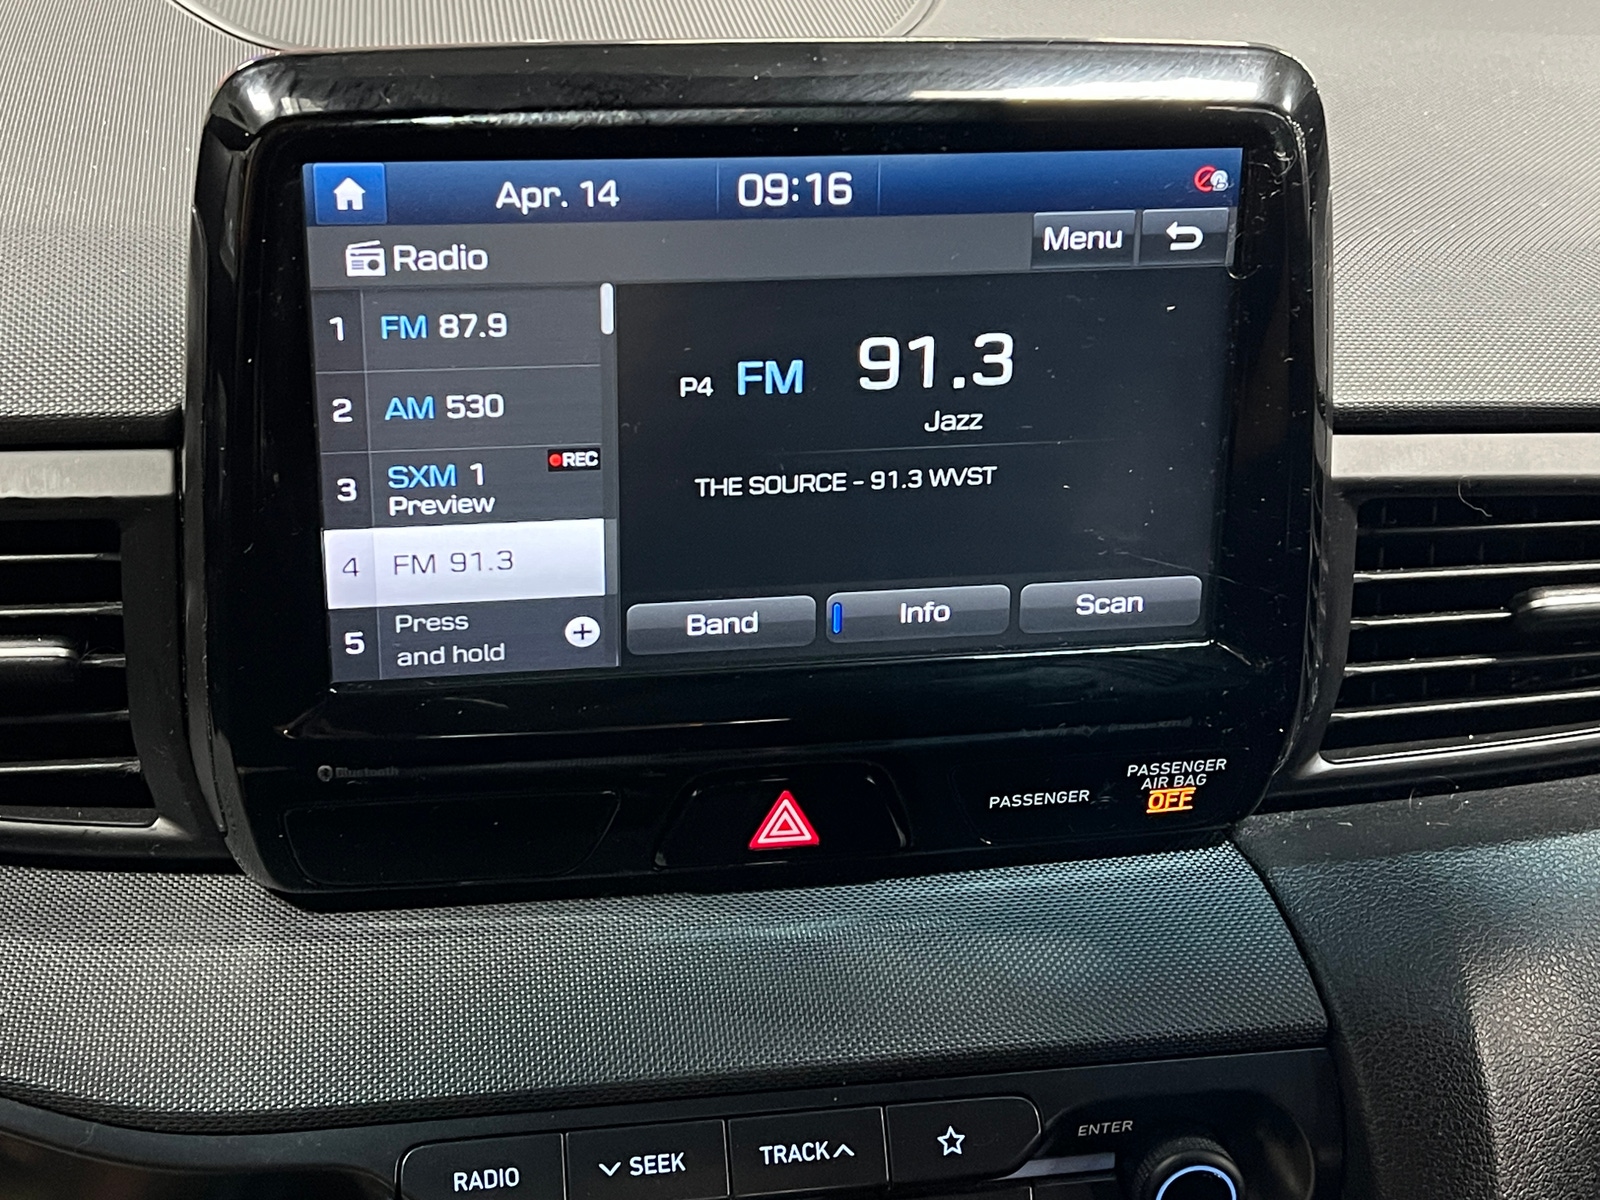 Apr. 14
09:16
Radio
Menu
1 FM 87.9
2 AM 530
3 SXM 1
REC
Preview
4 FM 91.3
5 Press
and hold
P4 FM 91.3
Jazz
THE SOURCE - 91.3 WVST
Band
Info
Scan
Bluetooth
PASSENGER
PASSENGER
AIR BAG
OFF
RADIO
SEEK
TRACK
ENTER